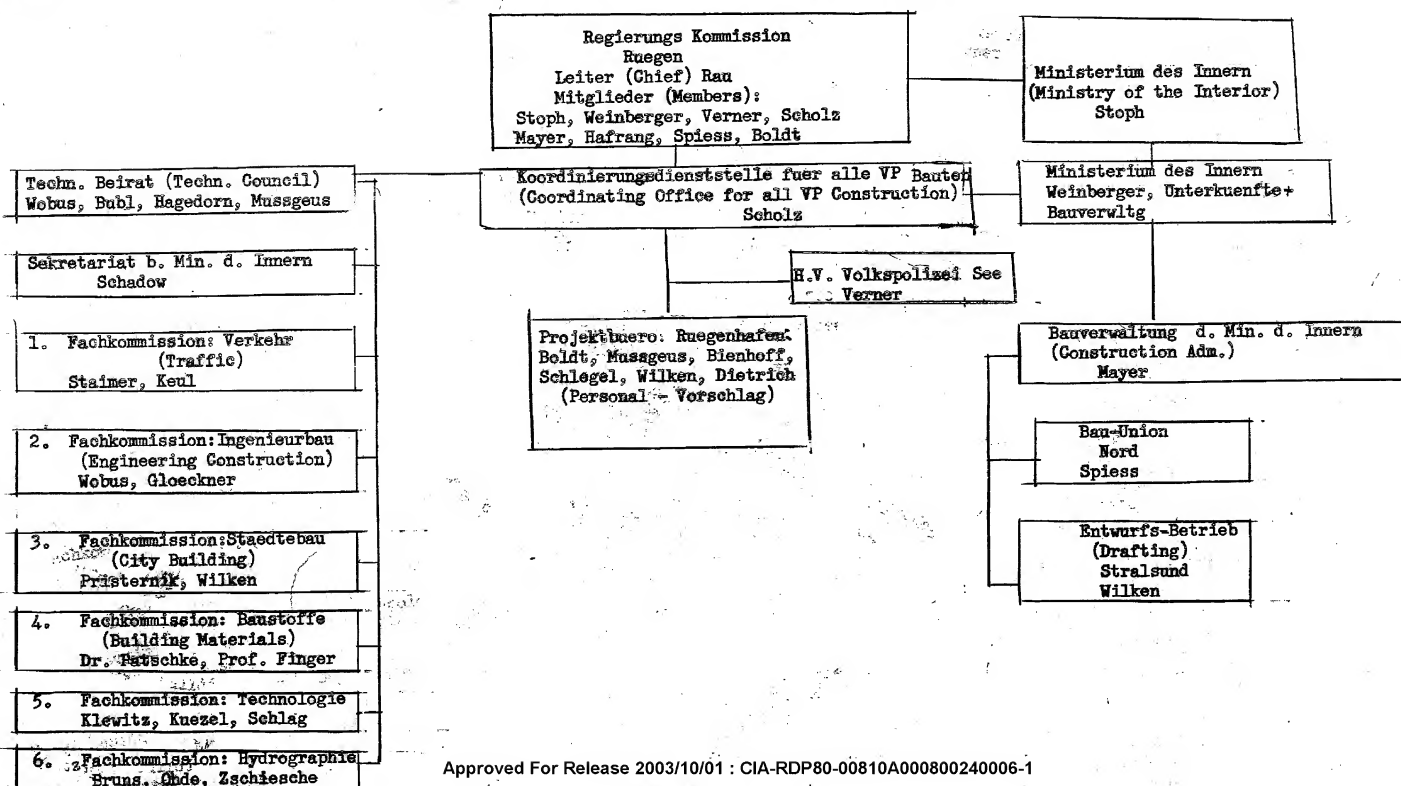 Regierungs Kommission
Ruegen
Leiter (Chief) Rau
Mitglieder (Members):
Stoph, Weinberger, Verner, Scholz
Mayer, Hafrang, Spiess, Boldt
Ministerium des Innern
(Ministry of the Interior)
Stoph
Techn. Beirat (Techn. Council)
Wobus, Bubl, Hagedorn, Mussgeus
Koordinierungsdienststelle fuer alle VP Bauten
(Coordinating Office for all VP Construction)
Scholz
Ministerium des Innern
Weinberger, Unterkuenfte+
Bauverwltg
Sekretariat b. Min. d. Innern
Schadow
H.V. Volkspolizei See
Verner
1. Fachkommission: Verkehr
(Traffic)
Staimer, Keul
Projektbuero: Ruegenhafen:
Boldt, Mussgeus, Bienhoff,
Schlegel, Wilken, Dietrich
(Personal - Vorschlag)
Bauverwaltung d. Min. d. Innern
(Construction Adm.)
Mayer
2. Fachkommission: Ingenieurbau
(Engineering Construction)
Wobus, Gloeckner
Bau-Union
Nord
Spiess
3. Fachkommission: Staedtebau
(City Building)
Pristernik, Wilken
Entwurfs-Betrieb
(Drafting)
Stralsund
Wilken
4. Fachkommission: Baustoffe
(Building Materials)
Dr. Patschke, Prof. Finger
5. Fachkommission: Technologie
Klewitz, Kuezel, Schlag
6. Fachkommission: Hydrographie
Bruns, Ohde, Zschiesche
Approved For Release 2003/10/01 : CIA-RDP80-00810A000800240006-1